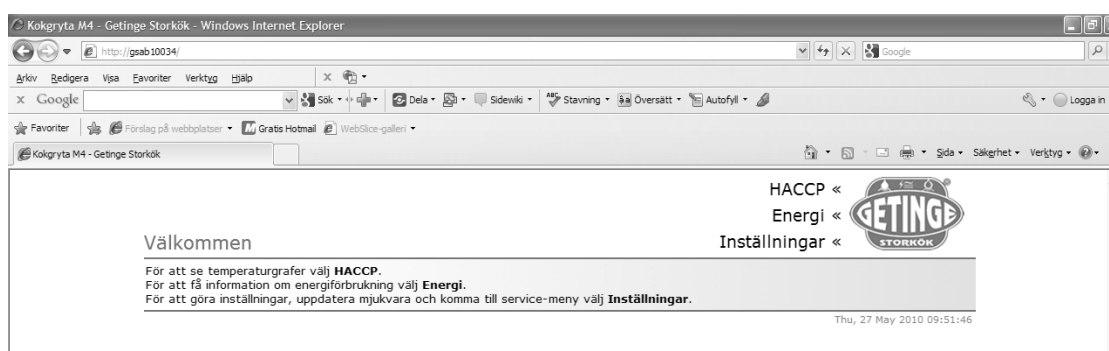 Kokgryta M4 - Getinge Storkök - Windows Internet Explorer
http://gsab10034/
Google
Arkiv Redigera Visa Favoriter Verktyg Hjälp
x Google Sök Dela Sidewiki Stavning Översätt Autofyll Logga in
Favoriter Förslag på webbplatser Gratis Hotmail WebSlice-galleri
Kokgryta M4 - Getinge Storkök Sida Säkerhet Verktyg
HACCP «
Energi «
Inställningar «
GETINGE
STORKÖK
Välkommen
För att se temperaturgrafer välj HACCP.
För att få information om energiförbrukning välj Energi.
För att göra inställningar, uppdatera mjukvara och komma till service-meny välj Inställningar.
Thu, 27 May 2010 09:51:46